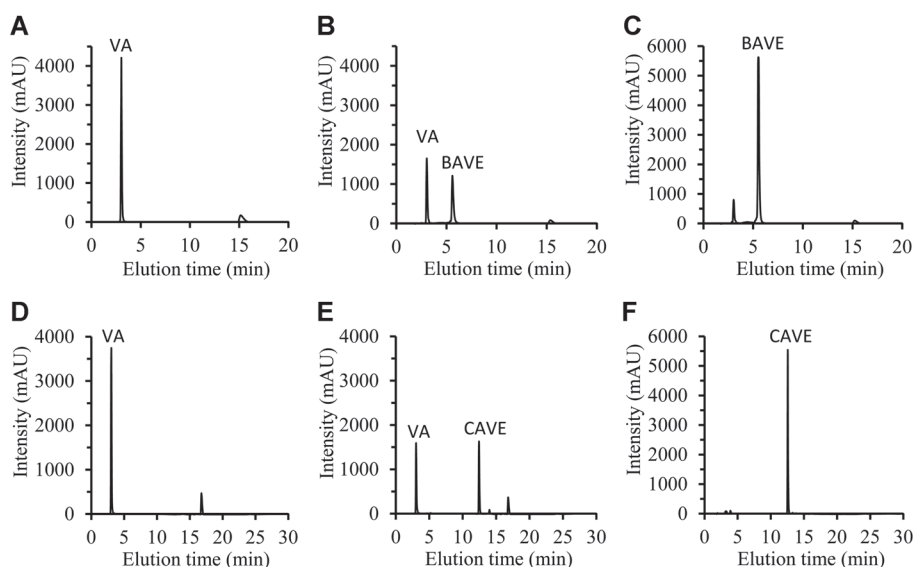 A
VA
Intensity (mAU)
4000
3000
2000
1000
0
0 5 10 15 20
Elution time (min)
B
VA
BAVE
Intensity (mAU)
4000
3000
2000
1000
0
0 5 10 15 20
Elution time (min)
C
BAVE
Intensity (mAU)
6000
5000
4000
3000
2000
1000
0
0 5 10 15 20
Elution time (min)
D
VA
Intensity (mAU)
4000
3000
2000
1000
0
0 5 10 15 20 25 30
Elution time (min)
E
VA
CAVE
Intensity (mAU)
4000
3000
2000
1000
0
0 5 10 15 20 25 30
Elution time (min)
F
CAVE
Intensity (mAU)
6000
5000
4000
3000
2000
1000
0
0 5 10 15 20 25 30
Elution time (min)